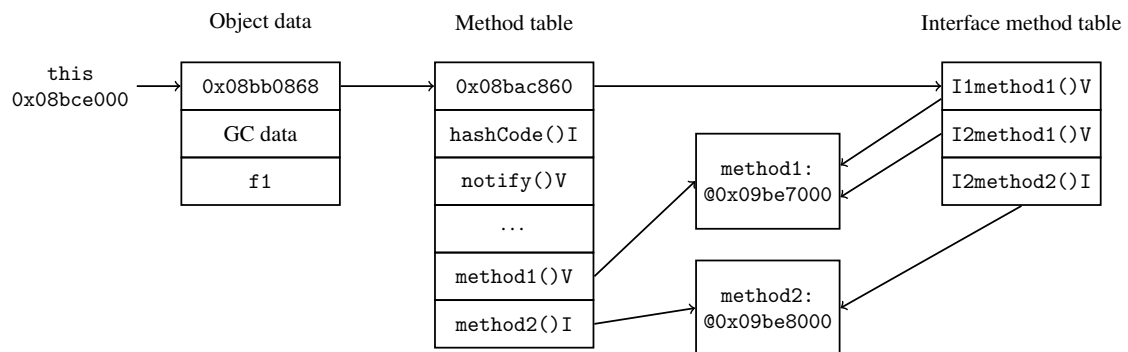 Object data
Method table
Interface method table
this
0x08bce000
0x08bb0868
GC data
f1
0x08bac860
hashCode()I
notify()V
...
method1()V
method2()I
method1:
@0x09be7000
method2:
@0x09be8000
I1method1()V
I2method1()V
I2method2()I